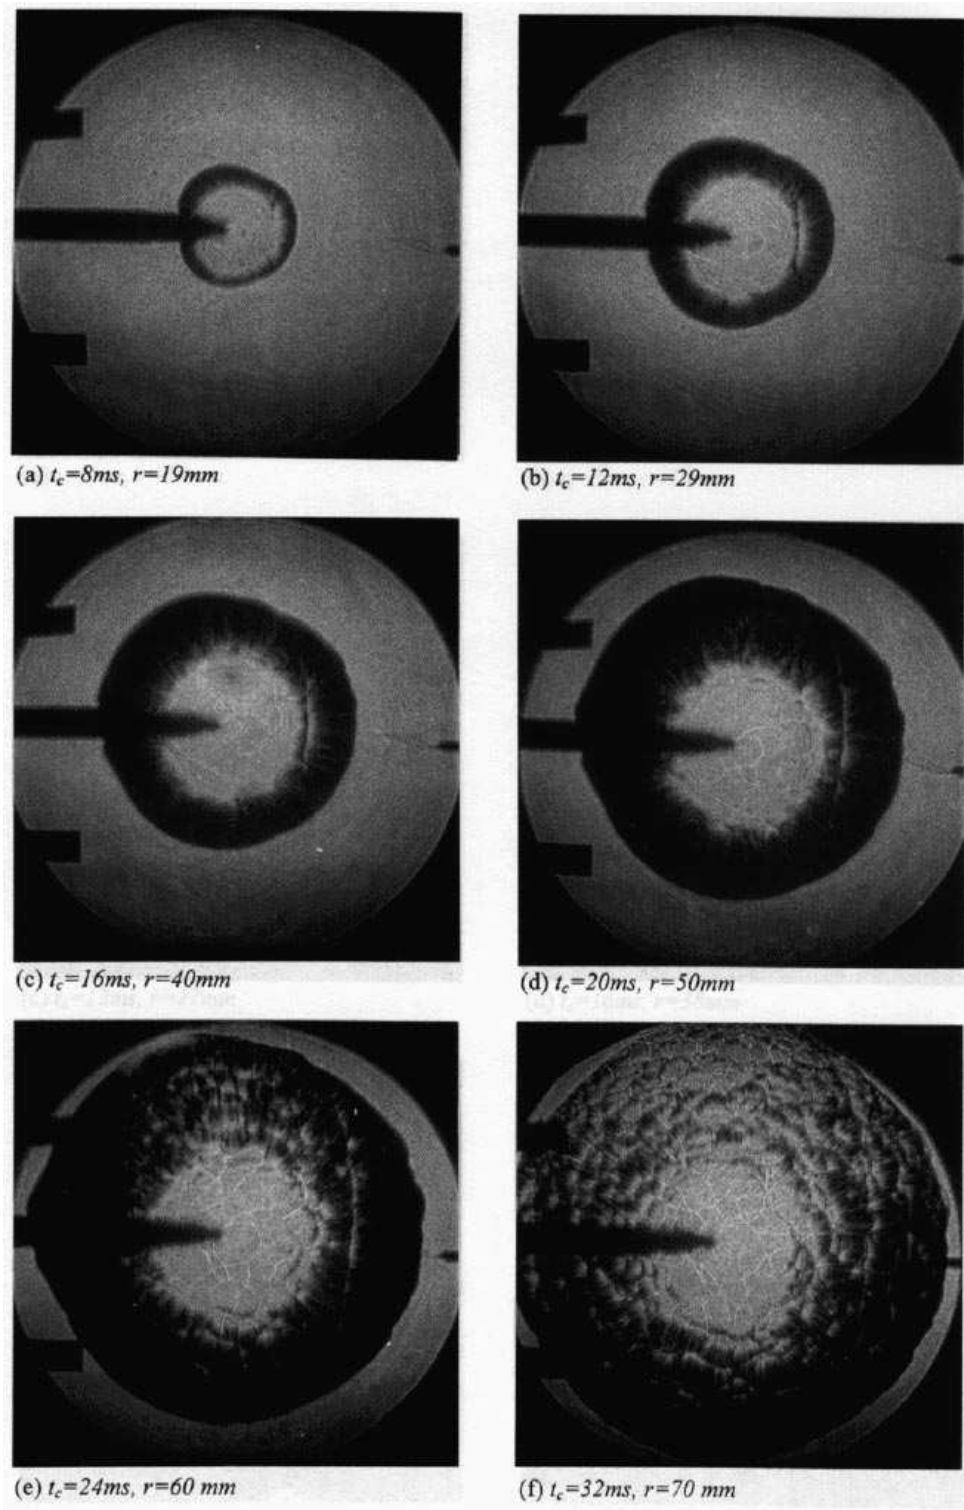 (a) t_c=8ms, r=19mm
(b) t_c=12ms, r=29mm
(c) t_c=16ms, r=40mm
(d) t_c=20ms, r=50mm
(e) t_c=24ms, r=60 mm
(f) t_c=32ms, r=70 mm